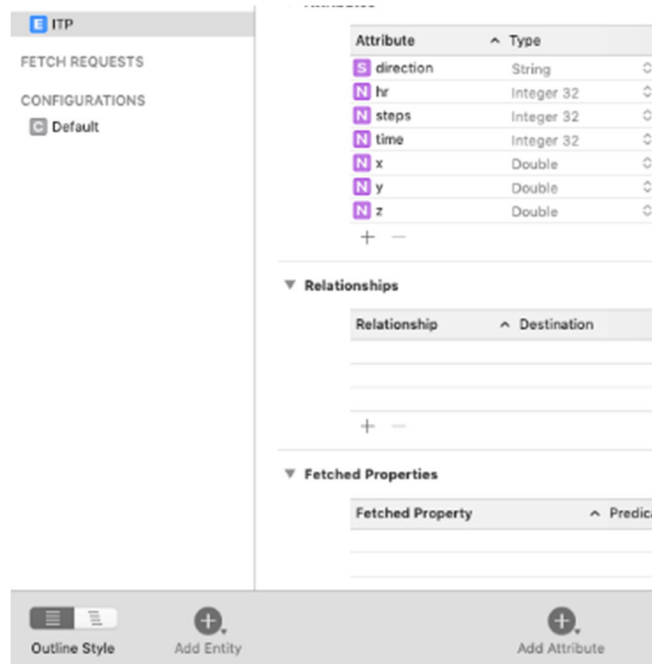 E ITP
FETCH REQUESTS
CONFIGURATIONS
C Default
Attribute Type
S direction String
N hr Integer 32
N steps Integer 32
N time Integer 32
N x Double
N y Double
N z Double
Relationships
Relationship Destination
Fetched Properties
Fetched Property
Outline Style
Add Entity
Add Attribute